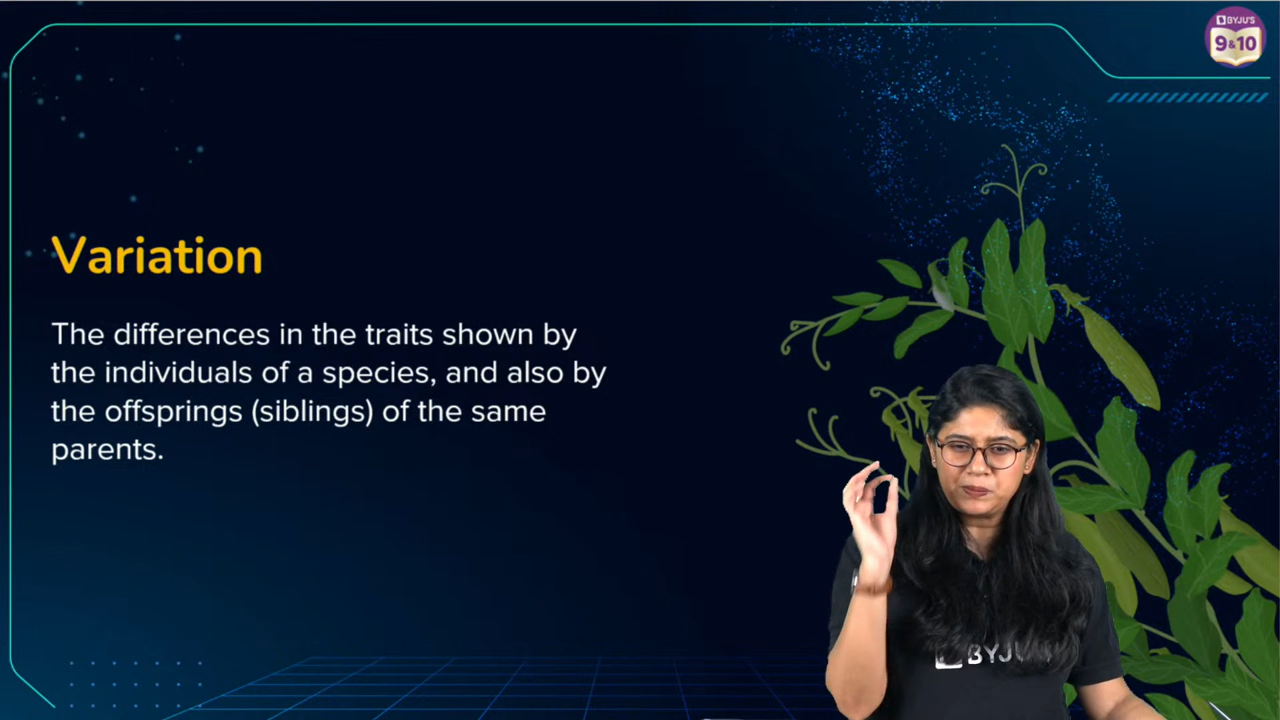 BYJU'S
9&10
Variation
The differences in the traits shown by
the individuals of a species, and also by
the offsprings (siblings) of the same
parents.